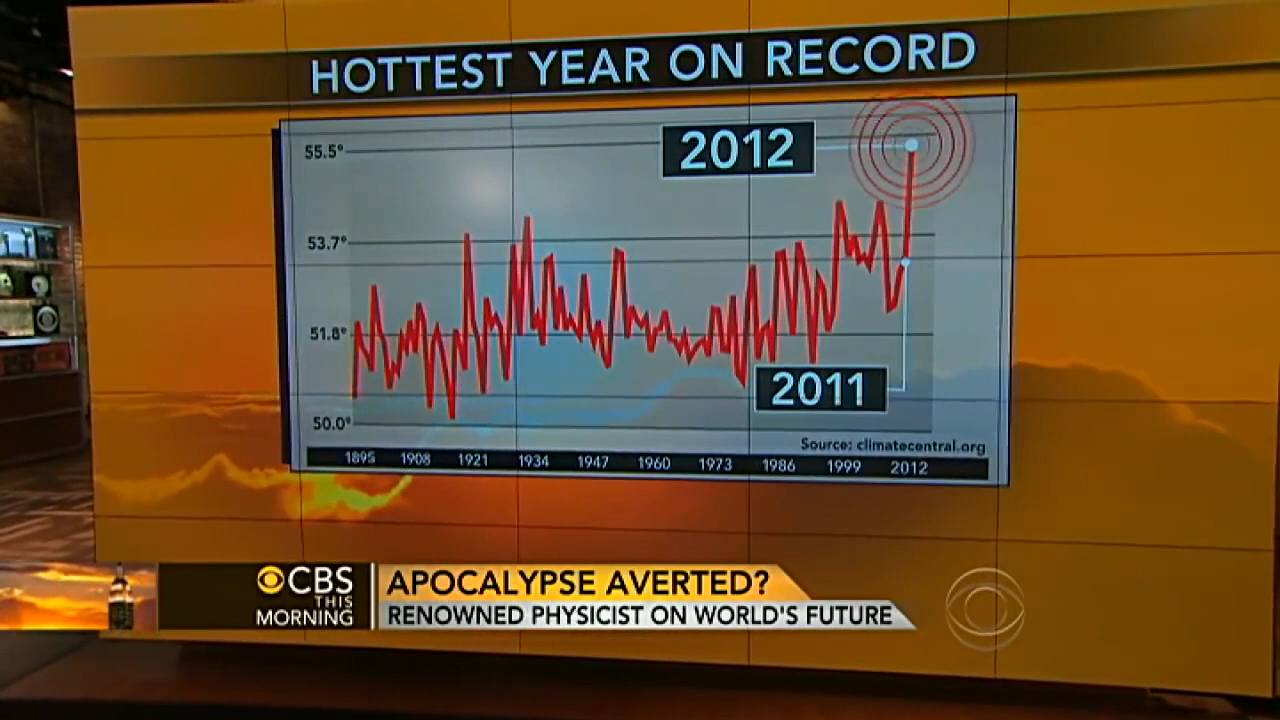 HOTTEST YEAR ON RECORD
2012
55.5°
53.7°
51.8°
2011
50.0°
Source: climatecentral.org
1895 1908 1921 1934 1947 1960 1973 1986 1999 2012
CBS
THIS
MORNING
APOCALYPSE AVERTED?
RENOWNED PHYSICIST ON WORLD'S FUTURE